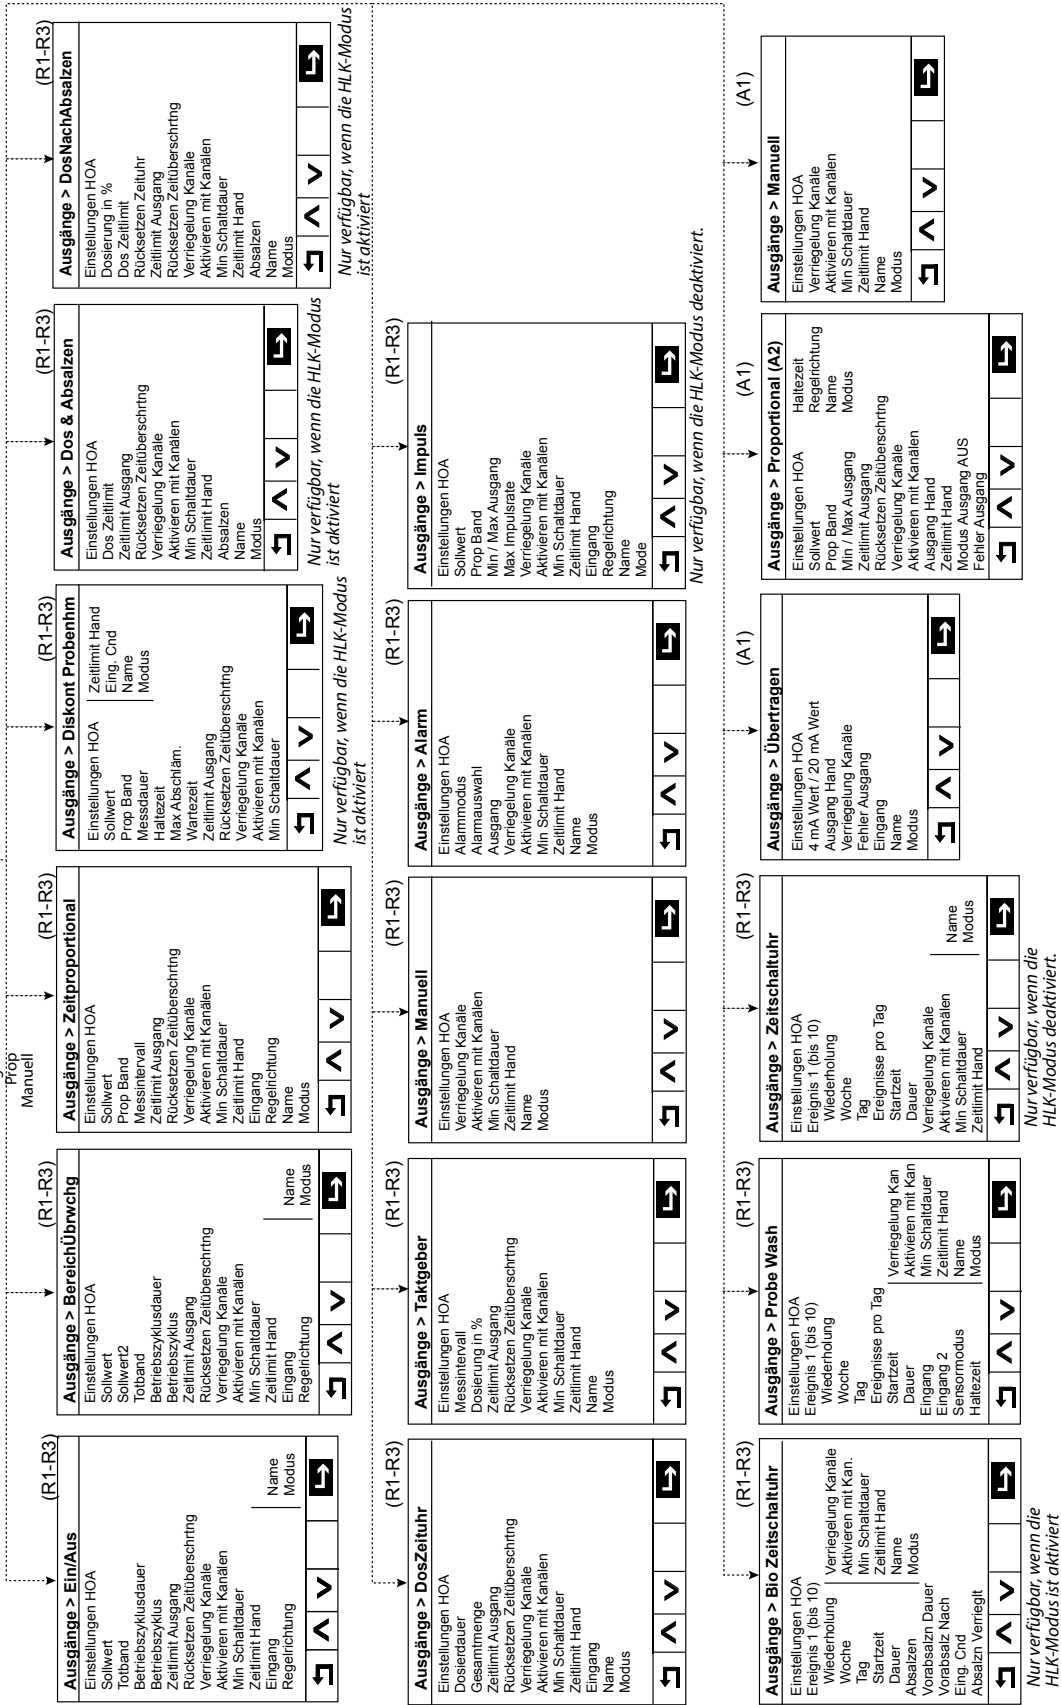 Prop
Manuell
(R1-R3)
Ausgänge > Ein/Aus
Einstellungen HOA
Sollwert
Totband
Betriebszyklusdauer
Betriebszyklus
Zeitlimit Ausgang
Rücksetzen Zeitüberschrtng
Verriegelung Kanäle
Aktivieren mit Kanälen
Min Schaltdauer
Zeitlimit Hand
Eingang
Regelrichtung
Name
Modus
(R1-R3)
Ausgänge > BereichÜbrwchg
Einstellungen HOA
Sollwert
Sollwert2
Totband
Betriebszyklusdauer
Betriebszyklus
Zeitlimit Ausgang
Rücksetzen Zeitüberschrtng
Verriegelung Kanäle
Aktivieren mit Kanälen
Min Schaltdauer
Zeitlimit Hand
Eingang
Regelrichtung
Name
Modus
(R1-R3)
Ausgänge > Zeitproportional
Einstellungen HOA
Sollwert
Prop Band
Messintervall
Zeitlimit Ausgang
Rücksetzen Zeitüberschrtng
Verriegelung Kanäle
Aktivieren mit Kanälen
Min Schaltdauer
Zeitlimit Hand
Eingang
Regelrichtung
Name
Modus
(R1-R3)
Ausgänge > Diskont Probenhm
Einstellungen HOA
Sollwert
Prop Band
Messdauer
Haltezeit
Max Abschläm.
Wartezeit
Zeitlimit Ausgang
Rücksetzen Zeitüberschrtng
Verriegelung Kanäle
Aktivieren mit Kanälen
Min Schaltdauer
Zeitlimit Hand
Eing. Cnd
Name
Modus
Nur verfügbar, wenn die HLK-Modus
ist aktiviert
(R1-R3)
Ausgänge > Dos & Absalzen
Einstellungen HOA
Dos Zeitlimit
Zeitlimit Ausgang
Rücksetzen Zeitüberschrtng
Verriegelung Kanäle
Aktivieren mit Kanälen
Min Schaltdauer
Zeitlimit Hand
Absalzen
Name
Modus
Nur verfügbar, wenn die HLK-Modus
ist aktiviert
(R1-R3)
Ausgänge > DosNachAbsalzen
Einstellungen HOA
Dosierung in %
Dos Zeitlimit
Rücksetzen Zeituhr
Zeitlimit Ausgang
Rücksetzen Zeitüberschrtng
Verriegelung Kanäle
Aktivieren mit Kanälen
Min Schaltdauer
Zeitlimit Hand
Absalzen
Name
Modus
Nur verfügbar, wenn die HLK-Modus
ist aktiviert
(R1-R3)
Ausgänge > DosZeituhr
Einstellungen HOA
Dosierdauer
Gesamtmenge
Zeitlimit Ausgang
Rücksetzen Zeitüberschrtng
Verriegelung Kanäle
Aktivieren mit Kanälen
Min Schaltdauer
Zeitlimit Hand
Eingang
Name
Modus
(R1-R3)
Ausgänge > Taktgeber
Einstellungen HOA
Messintervall
Dosierung in %
Zeitlimit Ausgang
Rücksetzen Zeitüberschrtng
Verriegelung Kanäle
Aktivieren mit Kanälen
Min Schaltdauer
Zeitlimit Hand
Name
Modus
(R1-R3)
Ausgänge > Manuell
Einstellungen HOA
Verriegelung Kanäle
Aktivieren mit Kanälen
Min Schaltdauer
Zeitlimit Hand
Name
Modus
(R1-R3)
Ausgänge > Alarm
Einstellungen HOA
Alarmmodus
Alarmauswahl
Ausgang
Verriegelung Kanäle
Aktivieren mit Kanälen
Min Schaltdauer
Zeitlimit Hand
Name
Modus
(R1-R3)
Ausgänge > Impuls
Einstellungen HOA
Sollwert
Prop Band
Min / Max Ausgang
Max Impulsrate
Verriegelung Kanäle
Aktivieren mit Kanälen
Min Schaltdauer
Zeitlimit Hand
Eingang
Regelrichtung
Name
Mode
Nur verfügbar, wenn die HLK-Modus deaktiviert.
(R1-R3)
Ausgänge > Bio Zeitschaltuhr
Einstellungen HOA
Ereignis 1 (bis 10)
Wiederholung
Woche
Tag
Startzeit
Dauer
Absalzen
Vorabsalzn Dauer
Vorabsalz Nach
Eing. Cnd
Absalzn Verrieglt
Verriegelung Kanäle
Aktivieren mit Kan.
Min Schaltdauer
Zeitlimit Hand
Name
Modus
Nur verfügbar, wenn die
HLK-Modus ist aktiviert
(R1-R3)
Ausgänge > Probe Wash
Einstellungen HOA
Ereignis 1 (bis 10)
Wiederholung
Woche
Tag
Ereignisse pro Tag
Startzeit
Dauer
Eingang
Eingang 2
Sensormodus
Haltezeit
Verriegelung Kan
Aktivieren mit Kan
Min Schaltdauer
Zeitlimit Hand
Name
Modus
(R1-R3)
Ausgänge > Zeitschaltuhr
Einstellungen HOA
Ereignis 1 (bis 10)
Wiederholung
Woche
Tag
Ereignisse pro Tag
Startzeit
Dauer
Verriegelung Kanäle
Aktivieren mit Kanälen
Min Schaltdauer
Zeitlimit Hand
Name
Modus
Nur verfügbar, wenn die
HLK-Modus deaktiviert.
(A1)
Ausgänge > Übertragen
Einstellungen HOA
4 mA Wert / 20 mA Wert
Ausgang Hand
Verriegelung Kanäle
Fehler Ausgang
Eingang
Name
Modus
(A1)
Ausgänge > Proportional (A2)
Einstellungen HOA
Sollwert
Prop Band
Min / Max Ausgang
Zeitlimit Ausgang
Rücksetzen Zeitüberschrtng
Verriegelung Kanäle
Aktivieren mit Kanälen
Ausgang Hand
Zeitlimit Hand
Modus Ausgang AUS
Fehler Ausgang
Haltezeit
Regelrichtung
Name
Modus
(A1)
Ausgänge > Manuell
Einstellungen HOA
Verriegelung Kanäle
Aktivieren mit Kanälen
Min Schaltdauer
Zeitlimit Hand
Name
Modus